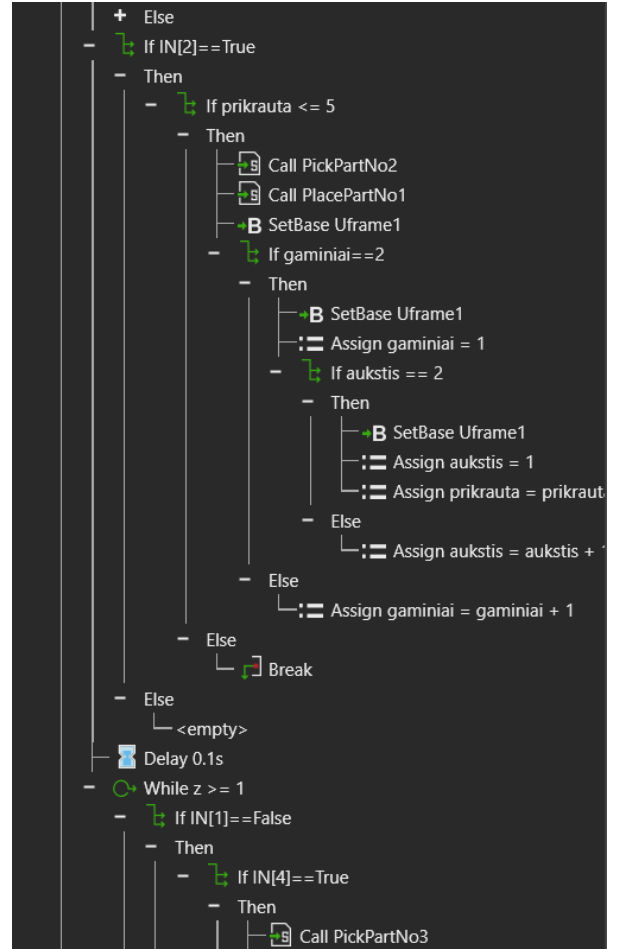 Else
If IN[2]==True
Then
If prikrauta <= 5
Then
Call PickPartNo2
Call PlacePartNo1
SetBase Uframe1
If gaminiai==2
Then
SetBase Uframe1
Assign gaminiai = 1
If aukstis == 2
Then
SetBase Uframe1
Assign aukstis = 1
Assign prikrauta = prikrauta
Else
Assign aukstis = aukstis +
Else
Assign gaminiai = gaminiai + 1
Else
Break
Else
<empty>
Delay 0.1s
While z >= 1
If IN[1]==False
Then
If IN[4]==True
Then
Call PickPartNo3